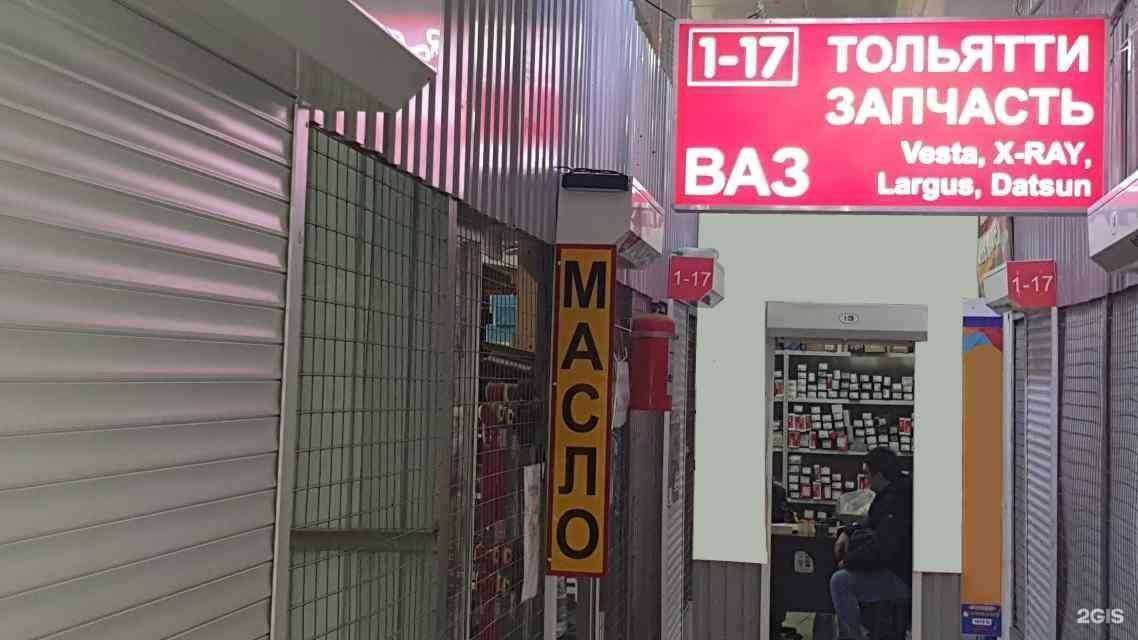 1-17 ТОЛЬЯТТИ
ЗАПЧАСТЬ
ВАЗ
Vesta, X-RAY,
Largus, Datsun
МАСЛО
1-17
1-17
2GIS